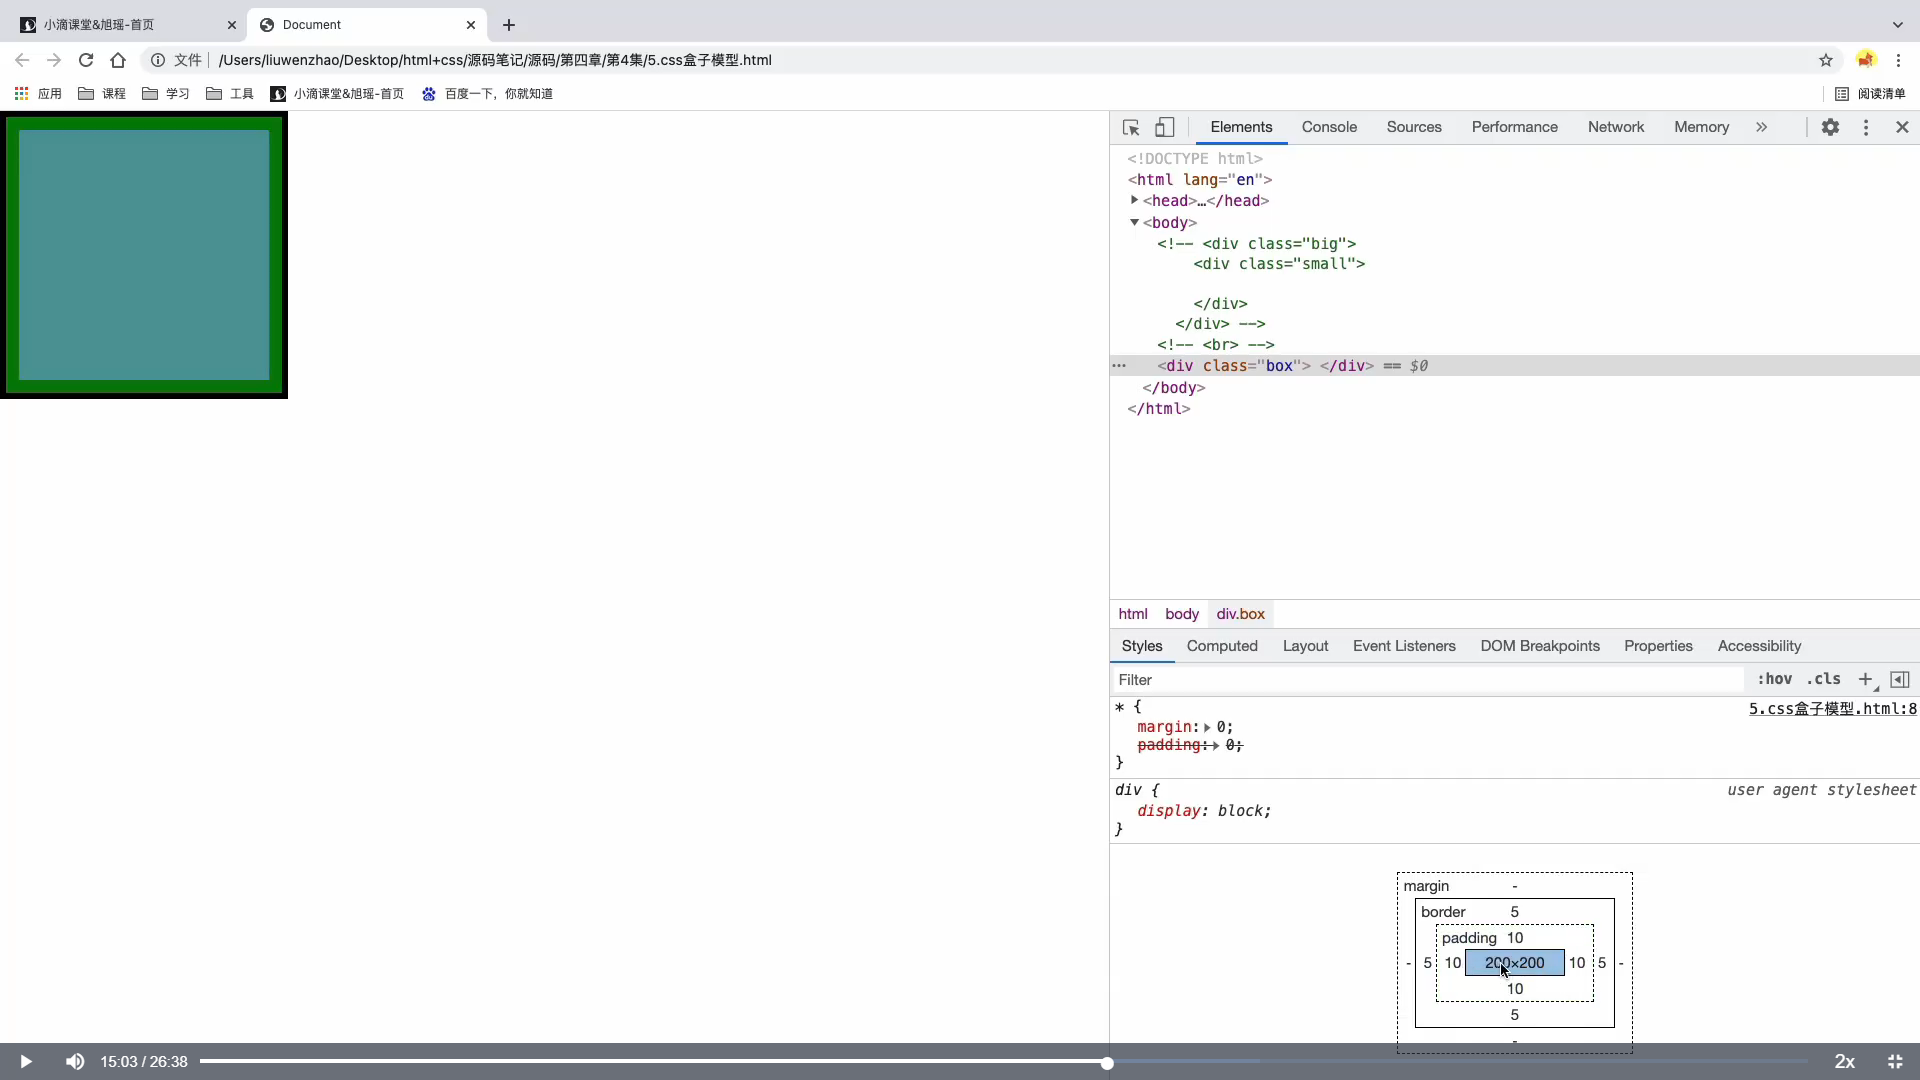 小滴课堂&旭瑶-首页
Document
文件
/Users/liuwenzhao/Desktop/html+css/源码笔记/源码/第四章/第4集/5.css盒子模型.html
应用 课程 学习 工具 小滴课堂&旭瑶-首页 百度一下，你就知道
阅读清单
Elements Console Sources Performance Network Memory »
<!DOCTYPE html>
<html lang="en">
<head>…</head>
<body>
<!-- <div class="big">
<div class="small">
</div>
</div> -->
<!-- <br> -->
<div class="box"> </div> == $0
</body>
</html>
html body div.box
Styles Computed Layout Event Listeners DOM Breakpoints Properties Accessibility
Filter
:hov .cls +
* {
5.css盒子模型.html:8
margin: 0;
padding: 0;
}
div {
user agent stylesheet
display: block;
}
margin -
border 5
padding 10
- 5 10 200×200 10 5 -
10
5
-
15:03 / 26:38
2x